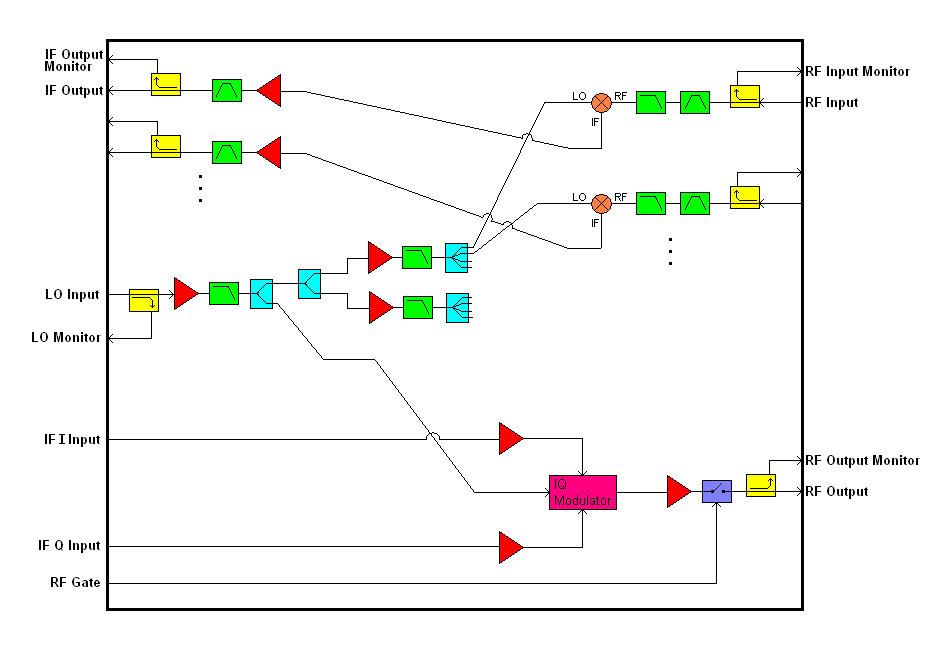 IF Output
Monitor
IF Output
LO RF
IF
RF Input Monitor
RF Input
LO RF
IF
LO Input
LO Monitor
IF I Input
IQ
Modulator
RF Output Monitor
RF Output
IF Q Input
RF Gate